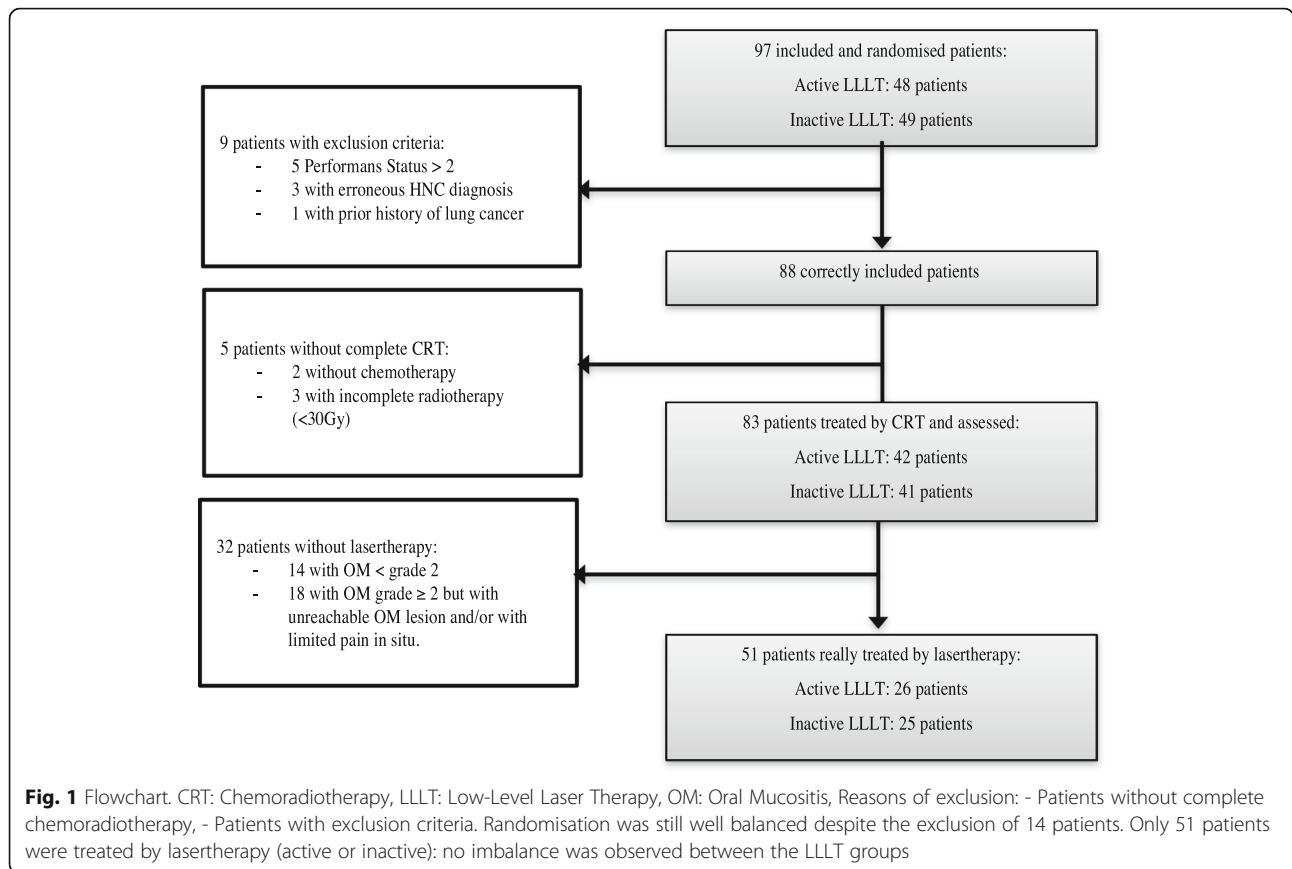 97 included and randomised patients:
Active LLLT: 48 patients
Inactive LLLT: 49 patients
9 patients with exclusion criteria:
- 5 Performans Status > 2
- 3 with erroneous HNC diagnosis
- 1 with prior history of lung cancer
88 correctly included patients
5 patients without complete CRT:
- 2 without chemotherapy
- 3 with incomplete radiotherapy
(<30Gy)
83 patients treated by CRT and assessed:
Active LLLT: 42 patients
Inactive LLLT: 41 patients
32 patients without lasertherapy:
- 14 with OM < grade 2
- 18 with OM grade ≥ 2 but with
unreachable OM lesion and/or with
limited pain in situ.
51 patients really treated by lasertherapy:
Active LLLT: 26 patients
Inactive LLLT: 25 patients
Fig. 1 Flowchart. CRT: Chemoradiotherapy, LLLT: Low-Level Laser Therapy, OM: Oral Mucositis, Reasons of exclusion: - Patients without complete
chemoradiotherapy, - Patients with exclusion criteria. Randomisation was still well balanced despite the exclusion of 14 patients. Only 51 patients
were treated by lasertherapy (active or inactive): no imbalance was observed between the LLLT groups